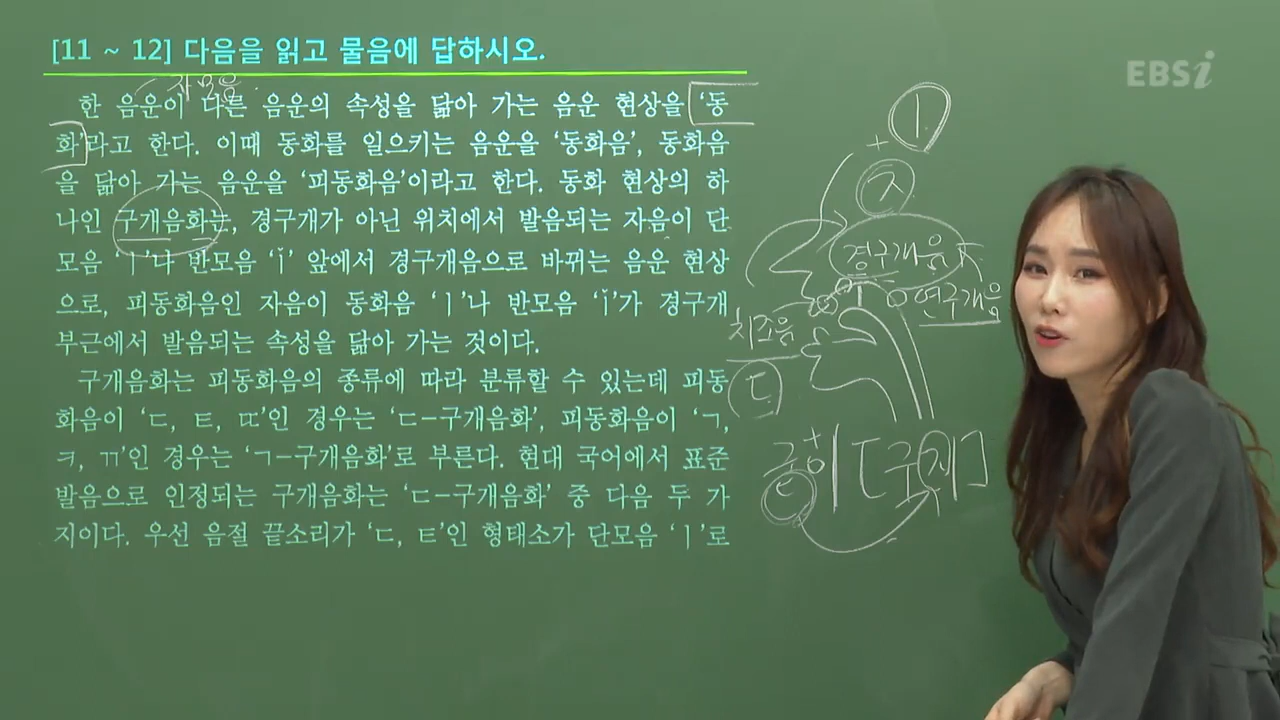 [11 ~ 12] 다음을 읽고 물음에 답하시오.
EBSi
자모음
한 음운이 다른 음운의 속성을 닮아 가는 음운 현상을 ‘동
화’라고 한다. 이때 동화를 일으키는 음운을 ‘동화음’, 동화음
을 닮아 가는 음운을 ‘피동화음’이라고 한다. 동화 현상의 하
나인 구개음화는, 경구개가 아닌 위치에서 발음되는 자음이 단
모음 ‘ㅣ’나 반모음 ‘ㅣ̆’ 앞에서 경구개음으로 바뀌는 음운 현상
으로, 피동화음인 자음이 동화음 ‘ㅣ’나 반모음 ‘ㅣ̆’가 경구개
부근에서 발음되는 속성을 닮아 가는 것이다.
구개음화는 피동화음의 종류에 따라 분류할 수 있는데 피동
화음이 ‘ㄷ, ㅌ, ㄸ’인 경우는 ‘ㄷ-구개음화’, 피동화음이 ‘ㄱ,
ㅋ, ㄲ’인 경우는 ‘ㄱ-구개음화’로 부른다. 현대 국어에서 표준
발음으로 인정되는 구개음화는 ‘ㄷ-구개음화’ 중 다음 두 가
지이다. 우선 음절 끝소리가 ‘ㄷ, ㅌ’인 형태소가 단모음 ‘ㅣ’로
ㅣ
+
ㅈ
경구개음 ㅈ
연구개음
치조음
ㄷ
굳이 [구지]